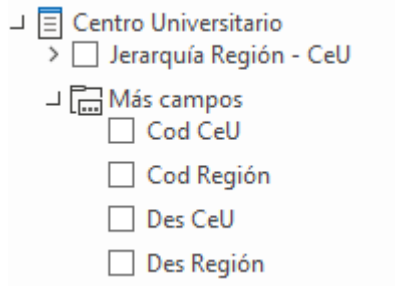 Centro Universitario
Jerarquía Región - CeU
Más campos
Cod CeU
Cod Región
Des CeU
Des Región